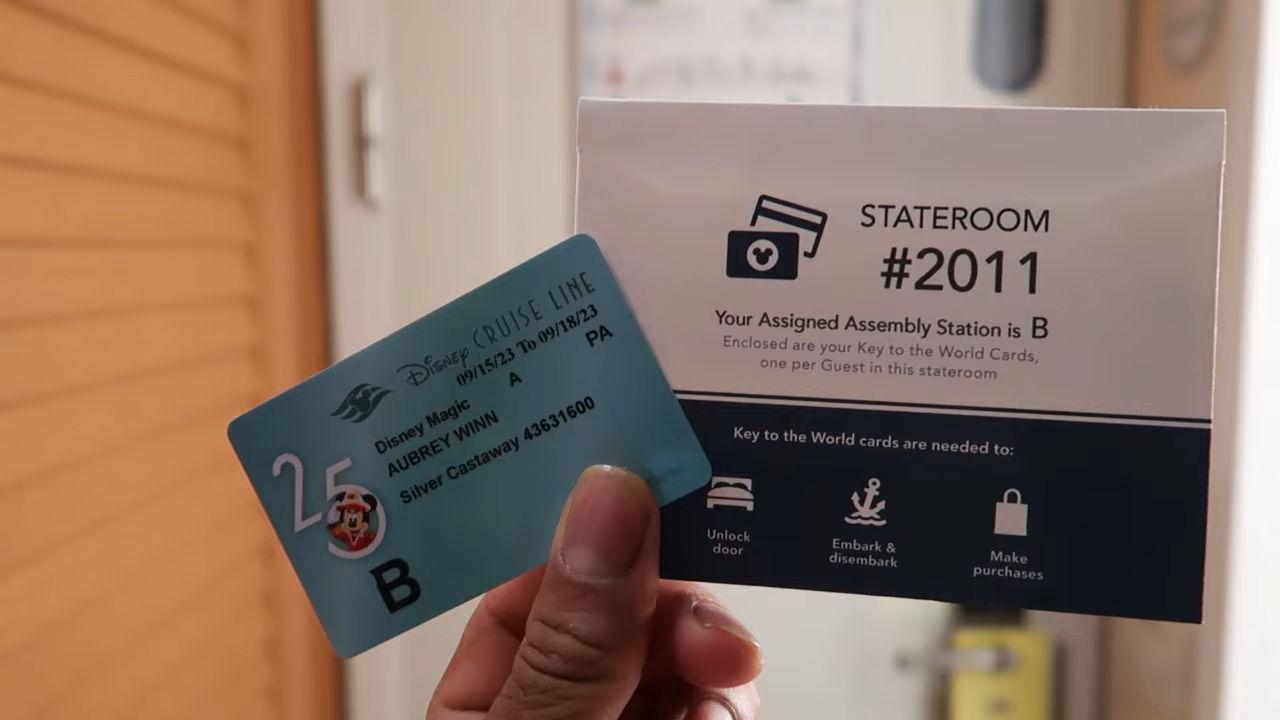 Disney CRUISE LINE
09/15/23 To 09/18/23
A
PA
Disney Magic
AUBREY WINN
Silver Castaway 43631600
25
B
STATEROOM
#2011
Your Assigned Assembly Station is B
Enclosed are your Key to the World Cards,
one per Guest in this stateroom
Key to the World cards are needed to:
Unlock
door
Embark &
disembark
Make
purchases